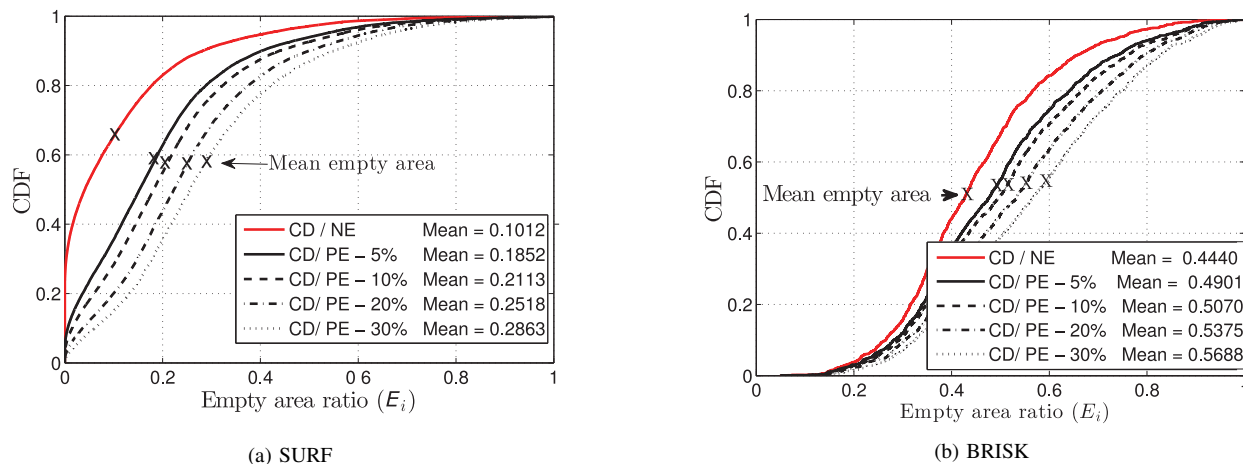 1
0.8
0.6
0.4
0.2
0
CDF
Mean empty area
CD / NE Mean = 0.1012
CD/ PE – 5% Mean = 0.1852
CD/ PE – 10% Mean = 0.2113
CD/ PE – 20% Mean = 0.2518
CD/ PE – 30% Mean = 0.2863
0 0.2 0.4 0.6 0.8 1
Empty area ratio (E_i)
(a) SURF
1
0.8
0.6
0.4
0.2
0
CDF
Mean empty area
CD / NE Mean = 0.4440
CD/ PE – 5% Mean = 0.4901
CD/ PE – 10% Mean = 0.5070
CD/ PE – 20% Mean = 0.5375
CD/ PE – 30% Mean = 0.5688
0 0.2 0.4 0.6 0.8 1
Empty area ratio (E_i)
(b) BRISK